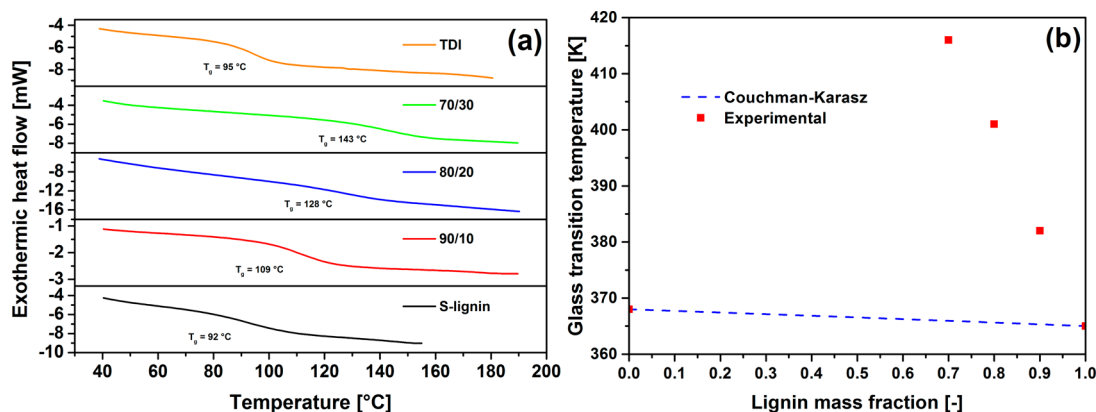 (a)
Exothermic heat flow [mW]
-4
-6
-8
TDI
Tg = 95 °C
-4
-6
-8
70/30
Tg = 143 °C
-8
-12
-16
80/20
Tg = 128 °C
-1
-2
-3
90/10
Tg = 109 °C
-4
-6
-8
-10
S-lignin
Tg = 92 °C
40 60 80 100 120 140 160 180 200
Temperature [°C]
(b)
Glass transition temperature [K]
420
410
400
390
380
370
360
Couchman-Karasz
Experimental
0.0 0.1 0.2 0.3 0.4 0.5 0.6 0.7 0.8 0.9 1.0
Lignin mass fraction [-]